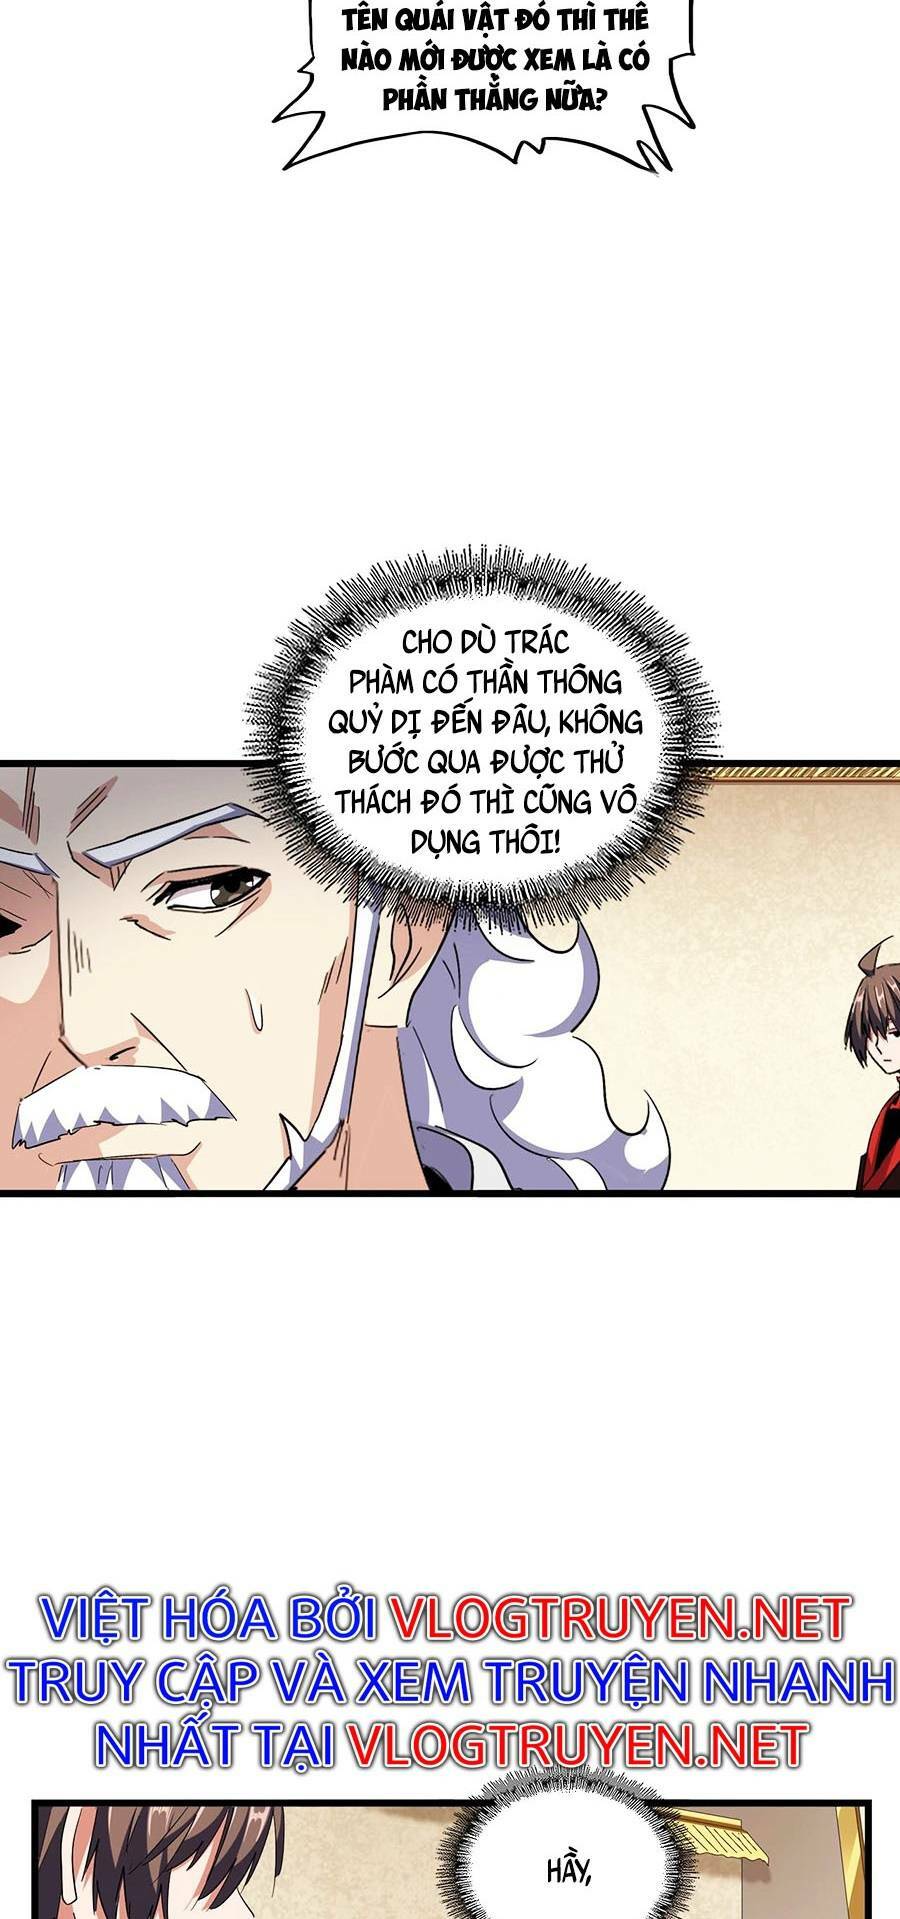 TÊN QUÁI VẬT ĐÓ THÌ THẾ
NÀO MỚI ĐƯỢC XEM LÀ CÓ
PHẦN THẮNG NỮA?
CHO DÙ TRÁC
PHÀM CÓ THẦN THÔNG
QUỶ DỊ ĐẾN ĐÂU, KHÔNG
BƯỚC QUA ĐƯỢC THỬ
THÁCH ĐÓ THÌ CŨNG VÔ
DỤNG THÔI!
VIỆT HÓA BỞI VLOGTRUYEN.NET
TRUY CẬP VÀ XEM TRUYỆN NHANH
NHẤT TẠI VLOGTRUYEN.NET
HẦY,